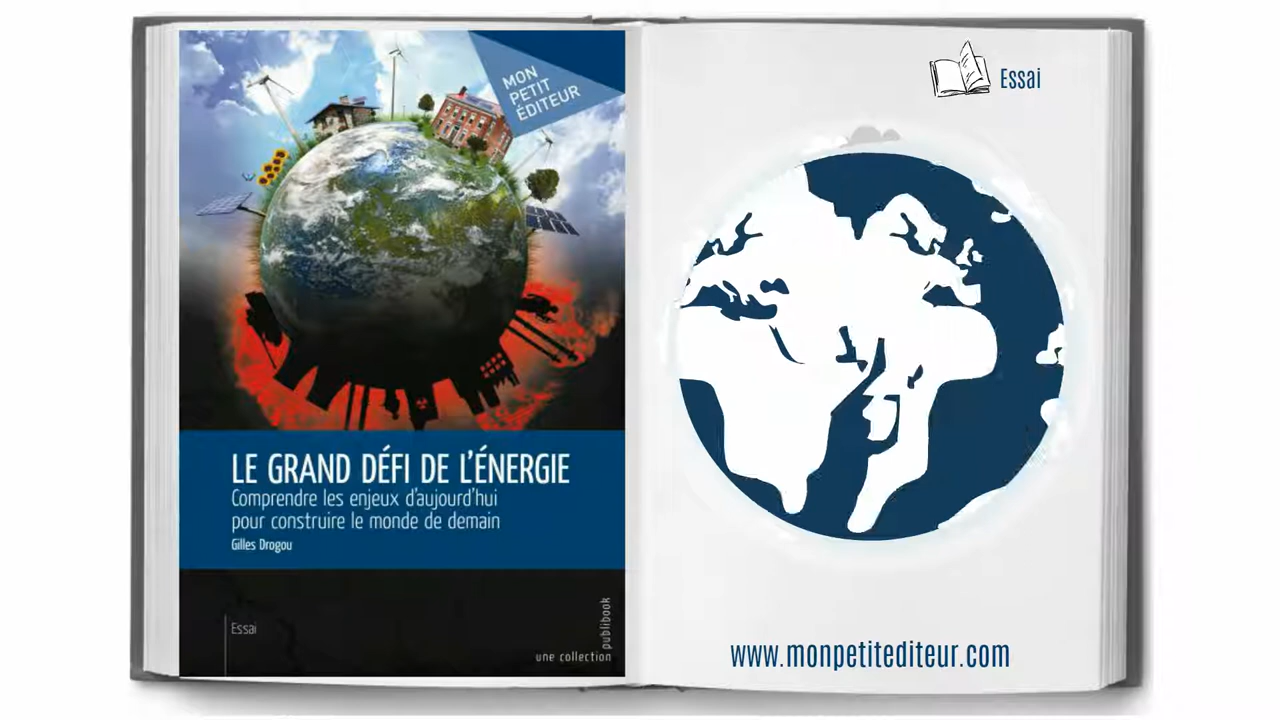 MON
PETIT
ÉDITEUR
LE GRAND DÉFI DE L'ÉNERGIE
Comprendre les enjeux d'aujourd'hui
pour construire le monde de demain
Gilles Drogou
Essai
publibook
une collection
Essai
www.monpetitediteur.com